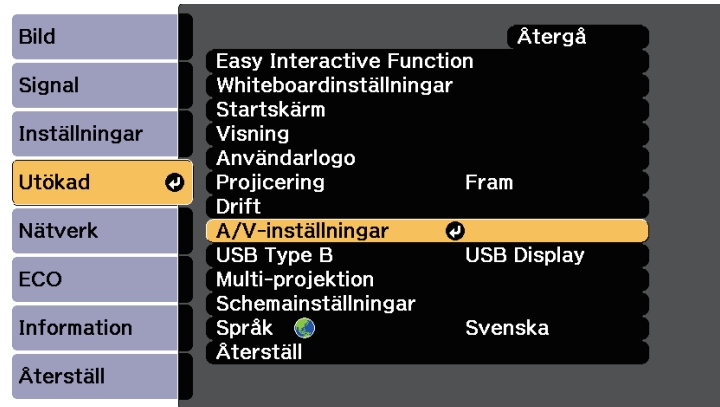 Bild
Signal
Inställningar
Utökad
Nätverk
ECO
Information
Återställ
Återgå
Easy Interactive Function
Whiteboardinställningar
Startskärm
Visning
Användarlogo
Projicering Fram
Drift
A/V-inställningar
USB Type B USB Display
Multi-projektion
Schemainställningar
Språk Svenska
Återställ